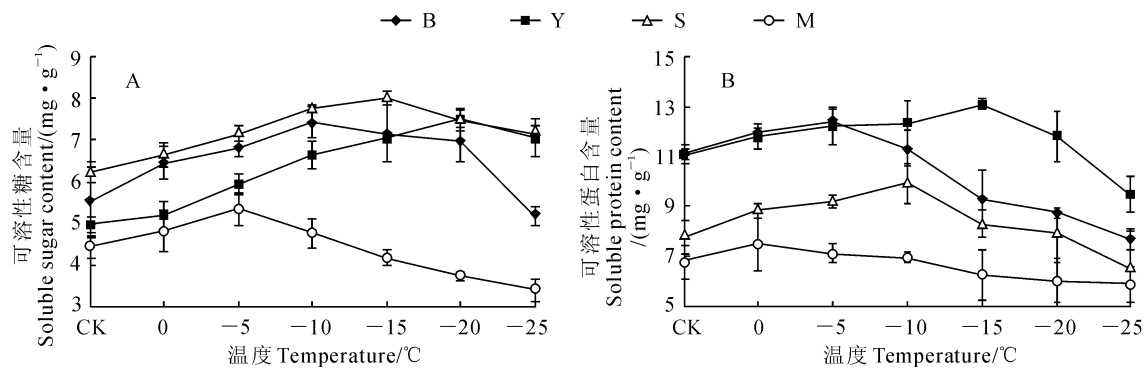 B Y S M
A
可溶性糖含量
Soluble sugar content/(mg·g⁻¹)
9
8
7
6
5
4
3
CK 0 −5 −10 −15 −20 −25
温度 Temperature/℃
B
可溶性蛋白含量
Soluble protein content
/(mg·g⁻¹)
15
13
11
9
7
5
CK 0 −5 −10 −15 −20 −25
温度 Temperature/℃